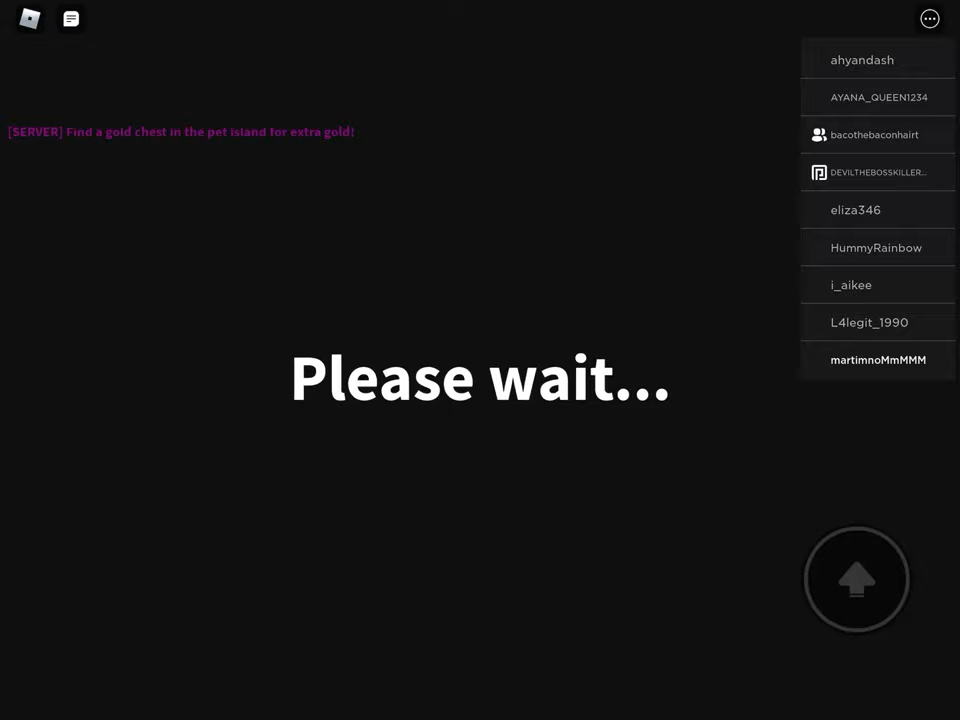 [SERVER] Find a gold chest in the pet island for extra gold!
ahyandash
AYANA_QUEEN1234
bacothebaconhairt
DEVILTHEBOSSKILLER...
eliza346
HummyRainbow
i_aikee
L4legit_1990
martimnoMmMMM
Please wait...